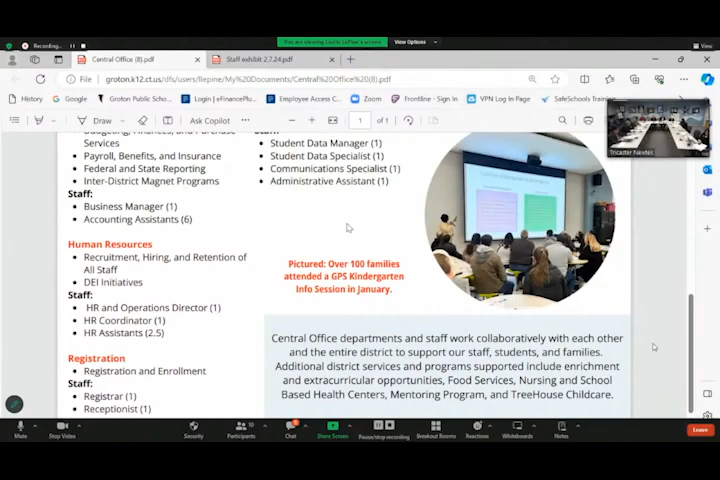 Recording...
You are viewing Laurie LePine's screen
View Options
View
Central Office (8).pdf
Staff exhibit 2.7.24.pdf
File
groton.k12.ct.us/dfs/users/llepine/My%20Documents/Central%20Office%20(8).pdf
History
Google
Groton Public Scho...
Login | eFinancePlu...
Employee Access C...
Zoom
Frontline - Sign In
VPN Log In Page
SafeSchools Training
Draw
Ask Copilot
1 of 1
Tricaster Nextek
Budgeting, Finances, and Purchase
Services
• Payroll, Benefits, and Insurance
• Federal and State Reporting
• Inter-District Magnet Programs
Staff:
• Business Manager (1)
• Accounting Assistants (6)
Human Resources
• Recruitment, Hiring, and Retention of
All Staff
• DEI Initiatives
Staff:
• HR and Operations Director (1)
• HR Coordinator (1)
• HR Assistants (2.5)
Registration
• Registration and Enrollment
Staff:
• Registrar (1)
• Receptionist (1)
Staff:
• Student Data Manager (1)
• Student Data Specialist (1)
• Communications Specialist (1)
• Administrative Assistant (1)
Pictured: Over 100 families
attended a GPS Kindergarten
Info Session in January.
Central Office departments and staff work collaboratively with each other
and the entire district to support our staff, students, and families.
Additional district services and programs supported include enrichment
and extracurricular opportunities, Food Services, Nursing and School
Based Health Centers, Mentoring Program, and TreeHouse Childcare.
Mute
Stop Video
Security
Participants
Chat
Share Screen
Pause/stop recording
Breakout Rooms
Reactions
Whiteboards
Notes
Leave